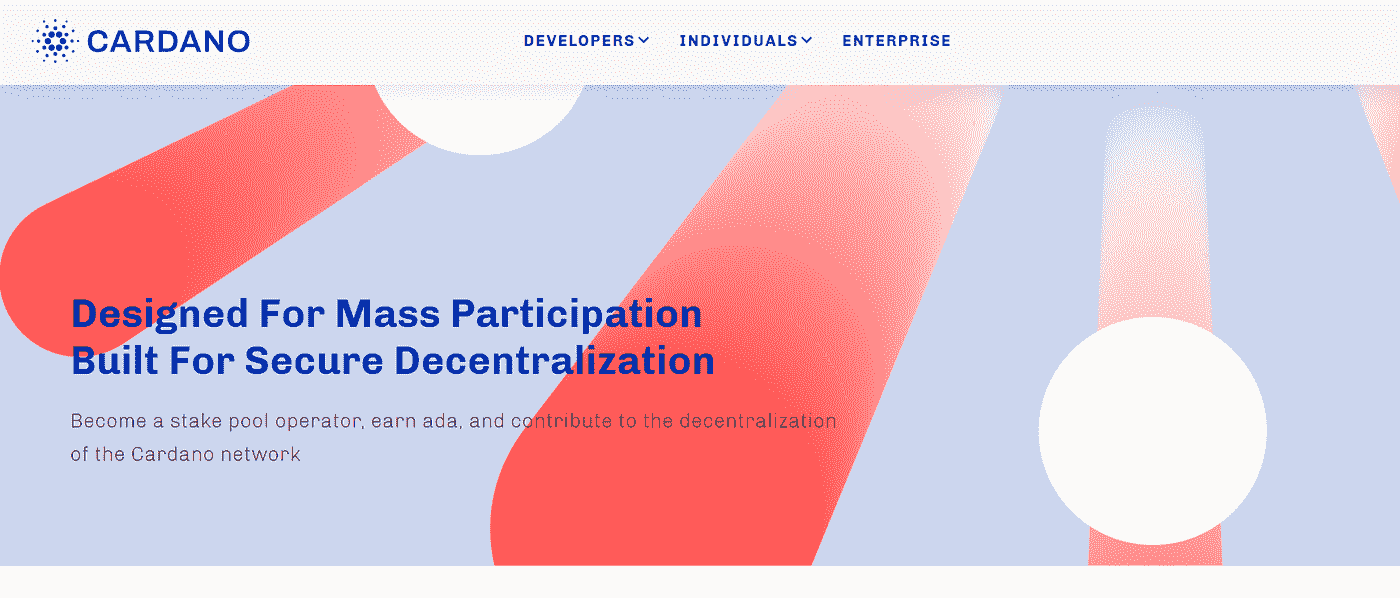 CARDANO
DEVELOPERS INDIVIDUALS ENTERPRISE
Designed For Mass Participation
Built For Secure Decentralization
Become a stake pool operator, earn ada, and contribute to the decentralization
of the Cardano network